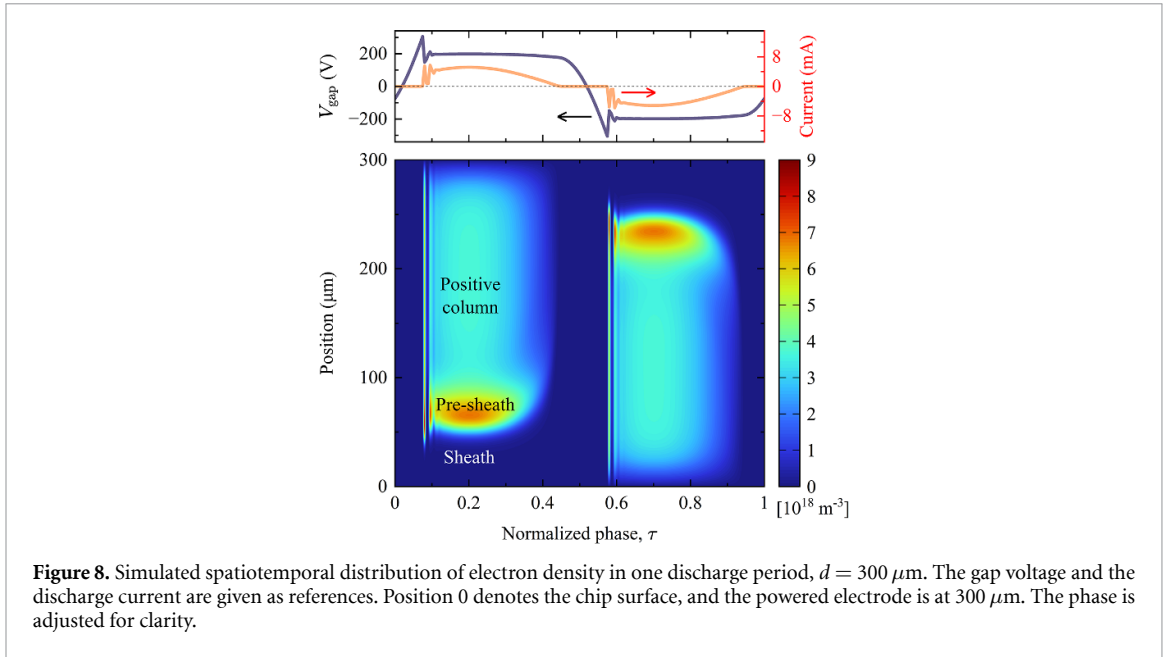 V_gap (V)
200
0
−200
8
0
−8
Current (mA)
Position (μm)
300
200
100
0
Positive
column
Pre-sheath
Sheath
9
8
7
6
5
4
3
2
1
0
[10^18 m^-3]
0 0.2 0.4 0.6 0.8 1
Normalized phase, τ
Figure 8. Simulated spatiotemporal distribution of electron density in one discharge period, d = 300 μm. The gap voltage and the
discharge current are given as references. Position 0 denotes the chip surface, and the powered electrode is at 300 μm. The phase is
adjusted for clarity.